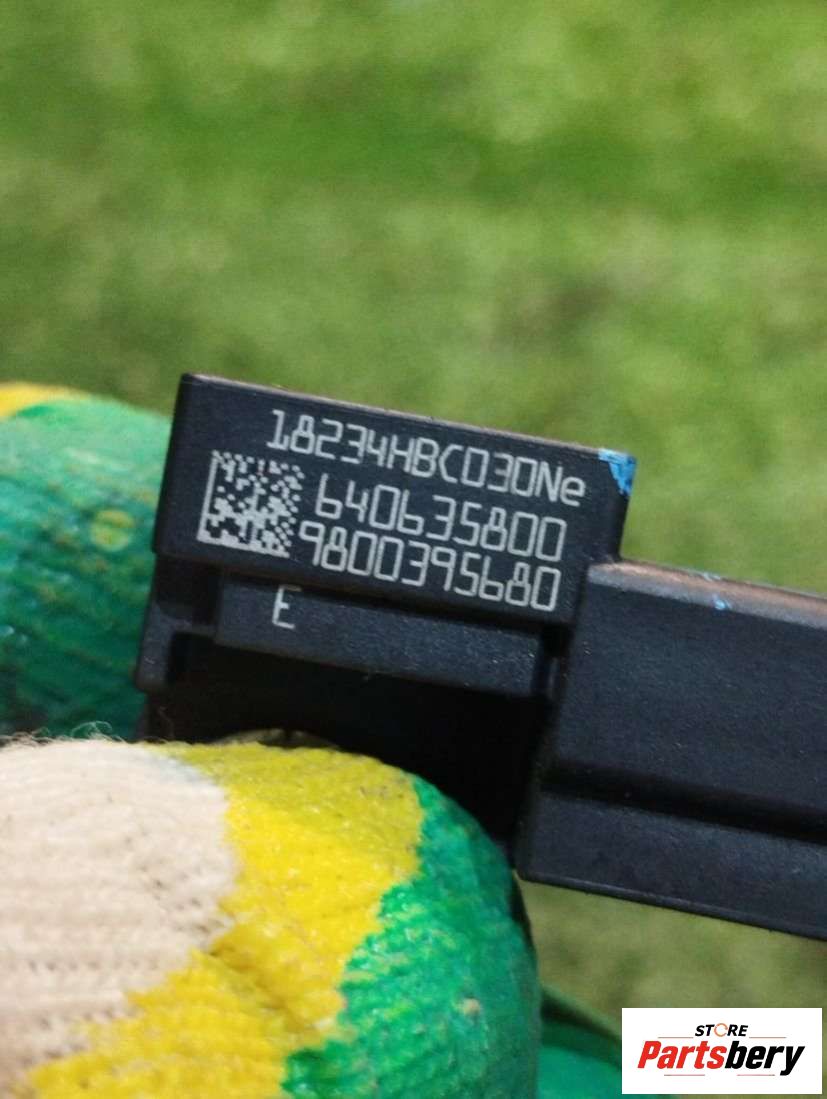 18234HBC030Ne
640635800
9800395680
E
STORE
Partsbery